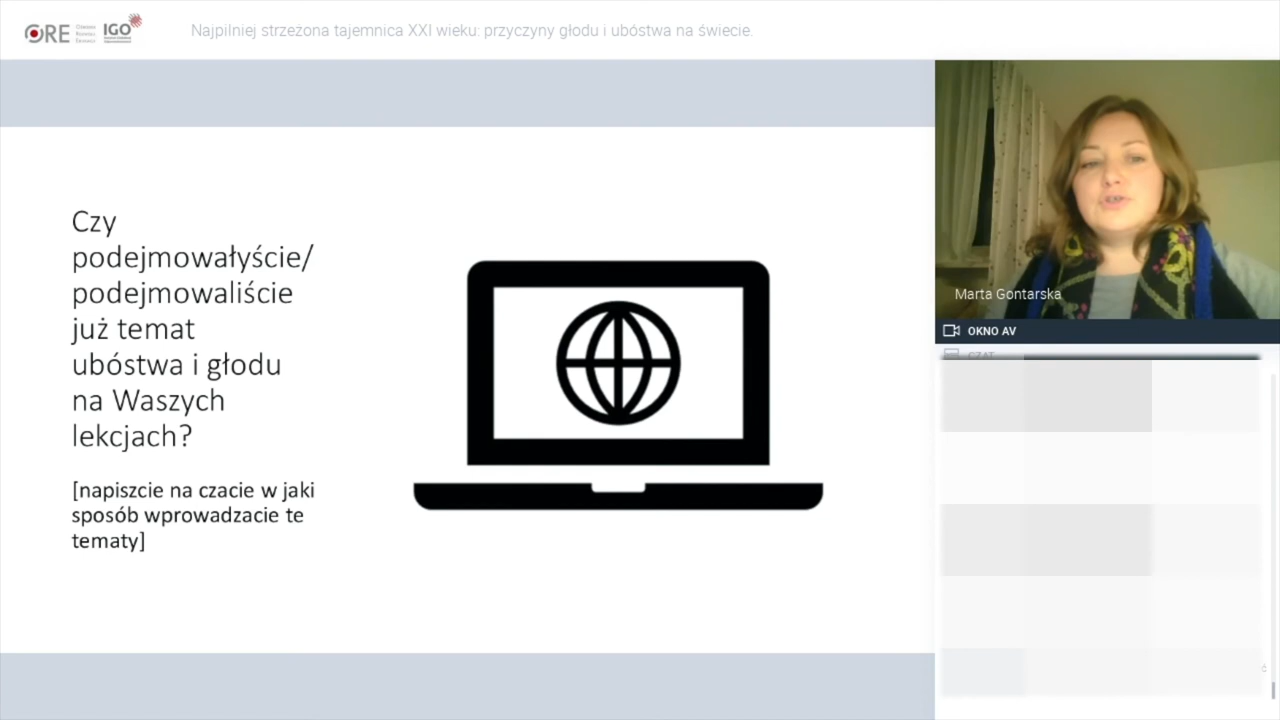 ORE
IGO
Najpilniej strzeżona tajemnica XXI wieku: przyczyny głodu i ubóstwa na świecie.
Czy
podejmowałyście/
podejmowaliście
już temat
ubóstwa i głodu
na Waszych
lekcjach?
[napiszcie na czacie w jaki
sposób wprowadzacie te
tematy]
Marta Gontarska
OKNO AV
CZAT